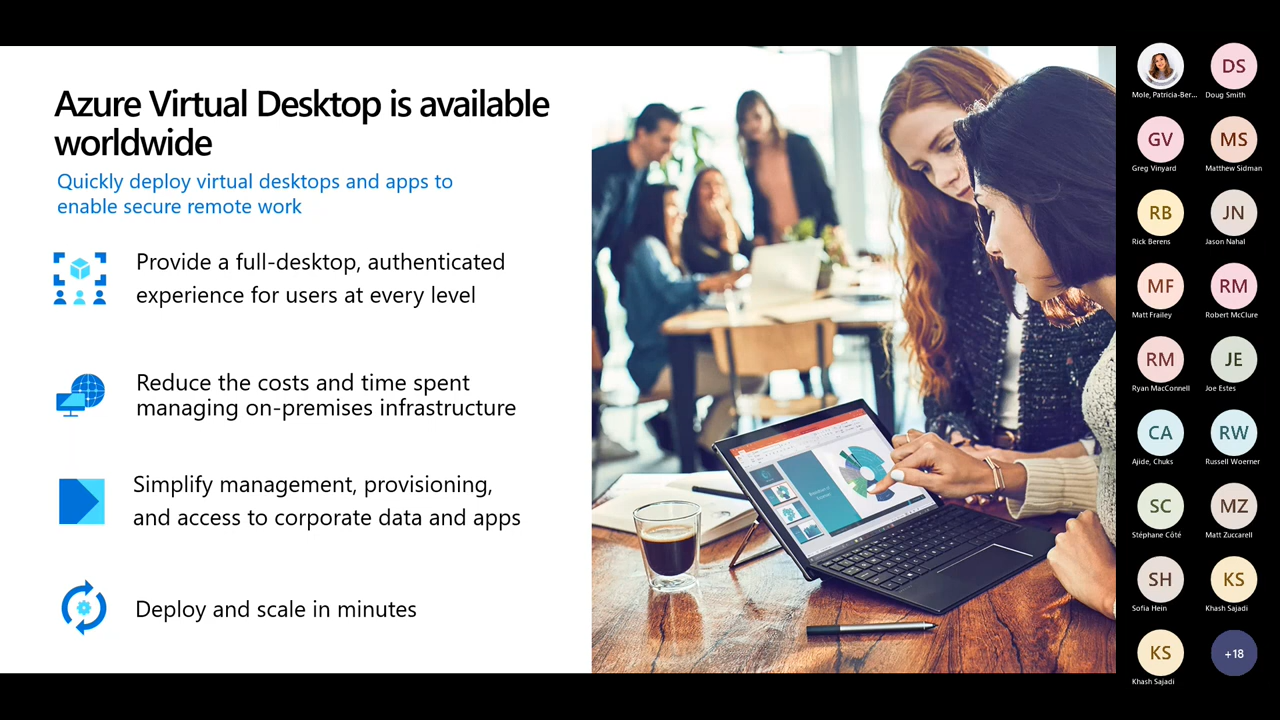 Azure Virtual Desktop is available
worldwide
Quickly deploy virtual desktops and apps to
enable secure remote work
Provide a full-desktop, authenticated
experience for users at every level
Reduce the costs and time spent
managing on-premises infrastructure
Simplify management, provisioning,
and access to corporate data and apps
Deploy and scale in minutes
Mole, Patricia-Ber...
DS
Doug Smith
GV
Greg Vinyard
MS
Matthew Sidman
RB
Rick Berens
JN
Jason Nahal
MF
Matt Frailey
RM
Robert McClure
RM
Ryan MacConnell
JE
Joe Estes
CA
Ajide, Chuks
RW
Russell Woerner
SC
Stéphane Côté
MZ
Matt Zuccarell
SH
Sofia Hein
KS
Khash Sajadi
KS
Khash Sajadi
+18